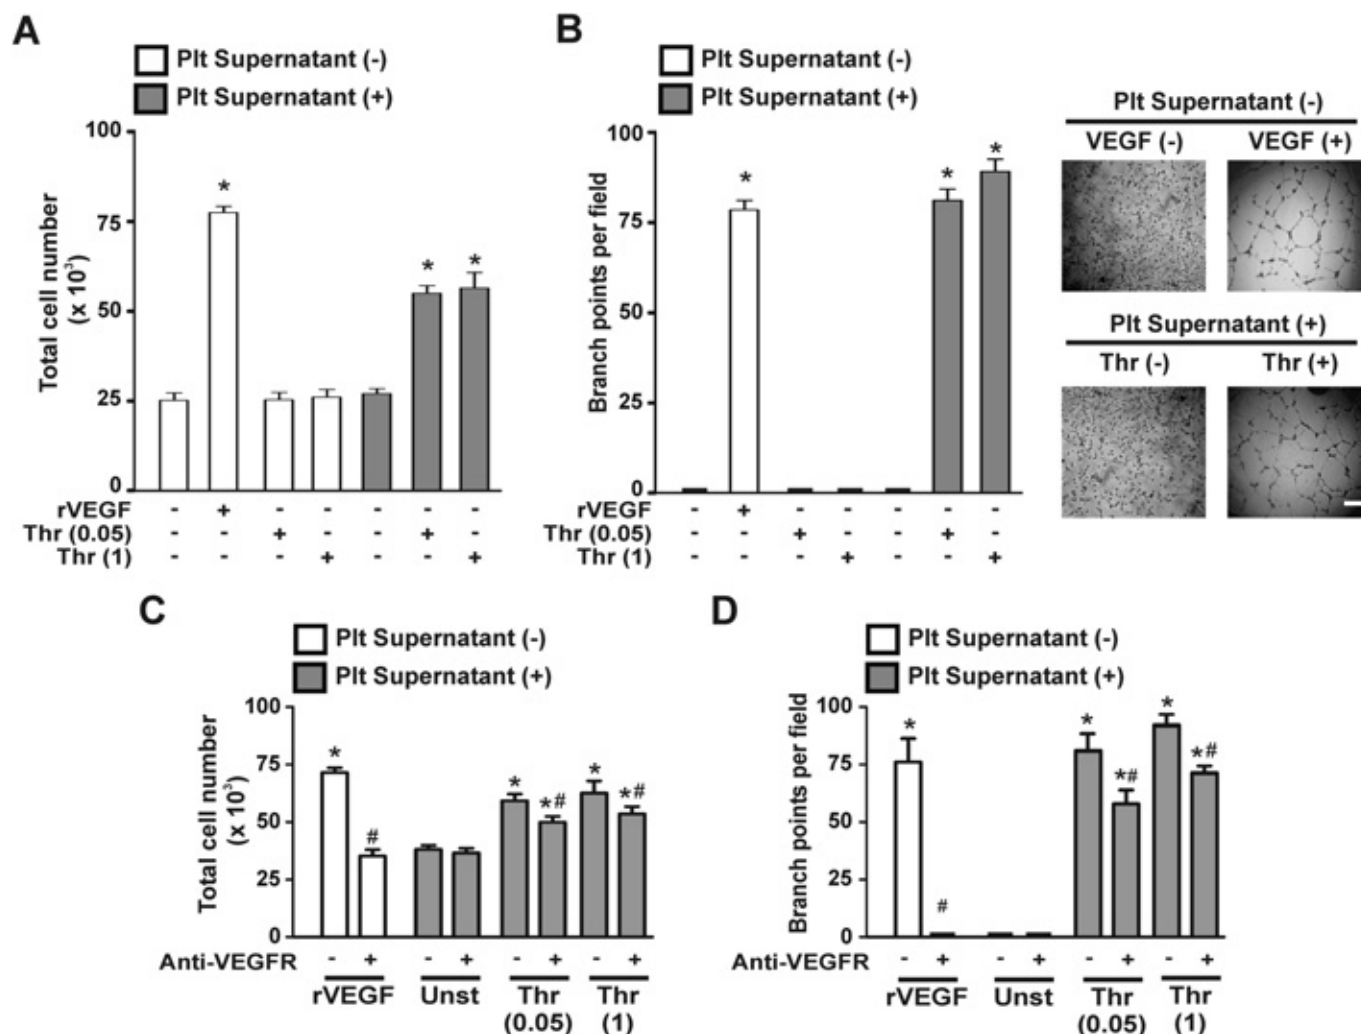 A
Plt Supernatant (-)
Plt Supernatant (+)
Total cell number
(x 10³)
100
75
50
25
0
* * *
rVEGF - + - - - - -
Thr (0.05) - - + - - + -
Thr (1) - - - + - - +
B
Plt Supernatant (-)
Plt Supernatant (+)
Branch points per field
100
75
50
25
0
* * *
- + - - - - -
rVEGF
- - + - - + -
Thr (0.05)
- - - + - - +
Thr (1)
Plt Supernatant (-)
VEGF (-) VEGF (+)
Plt Supernatant (+)
Thr (-) Thr (+)
C
Plt Supernatant (-)
Plt Supernatant (+)
Total cell number
(x 10³)
100
75
50
25
0
* # * *# * *#
Anti-VEGFR - + - + - + - +
rVEGF Unst Thr Thr
(0.05) (1)
D
Plt Supernatant (-)
Plt Supernatant (+)
Branch points per field
100
75
50
25
0
* # * *# * *#
Anti-VEGFR - + - + - + - +
rVEGF Unst Thr Thr
(0.05) (1)